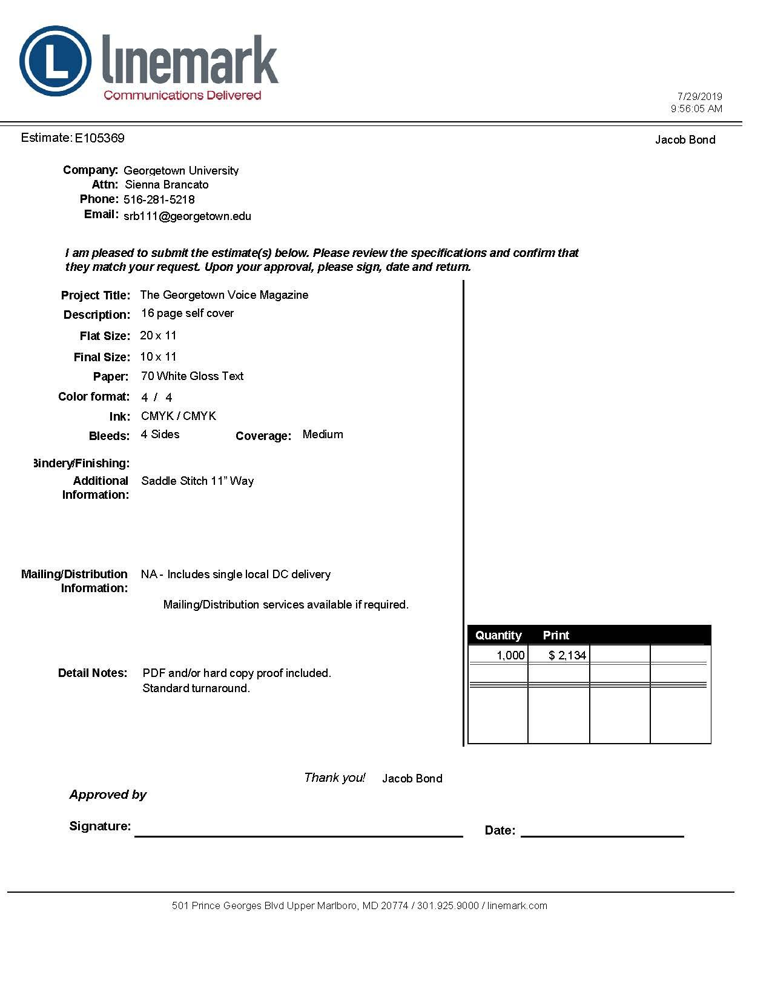 L linemark
Communications Delivered
7/29/2019
9:56:05 AM
Estimate: E105369
Jacob Bond
Company: Georgetown University
Attn: Sienna Brancato
Phone: 516-281-5218
Email: srb111@georgetown.edu
I am pleased to submit the estimate(s) below. Please review the specifications and confirm that
they match your request. Upon your approval, please sign, date and return.
Project Title: The Georgetown Voice Magazine
Description: 16 page self cover
Flat Size: 20 x 11
Final Size: 10 x 11
Paper: 70 White Gloss Text
Color format: 4 / 4
Ink: CMYK / CMYK
Bleeds: 4 Sides Coverage: Medium
Bindery/Finishing:
Additional Saddle Stitch 11” Way
Information:
Mailing/Distribution NA - Includes single local DC delivery
Information:
Mailing/Distribution services available if required.
Quantity Print
1,000 $ 2,134
Detail Notes: PDF and/or hard copy proof included.
Standard turnaround.
Thank you! Jacob Bond
Approved by
Signature:
Date:
501 Prince Georges Blvd Upper Marlboro, MD 20774 / 301.925.9000 / linemark.com